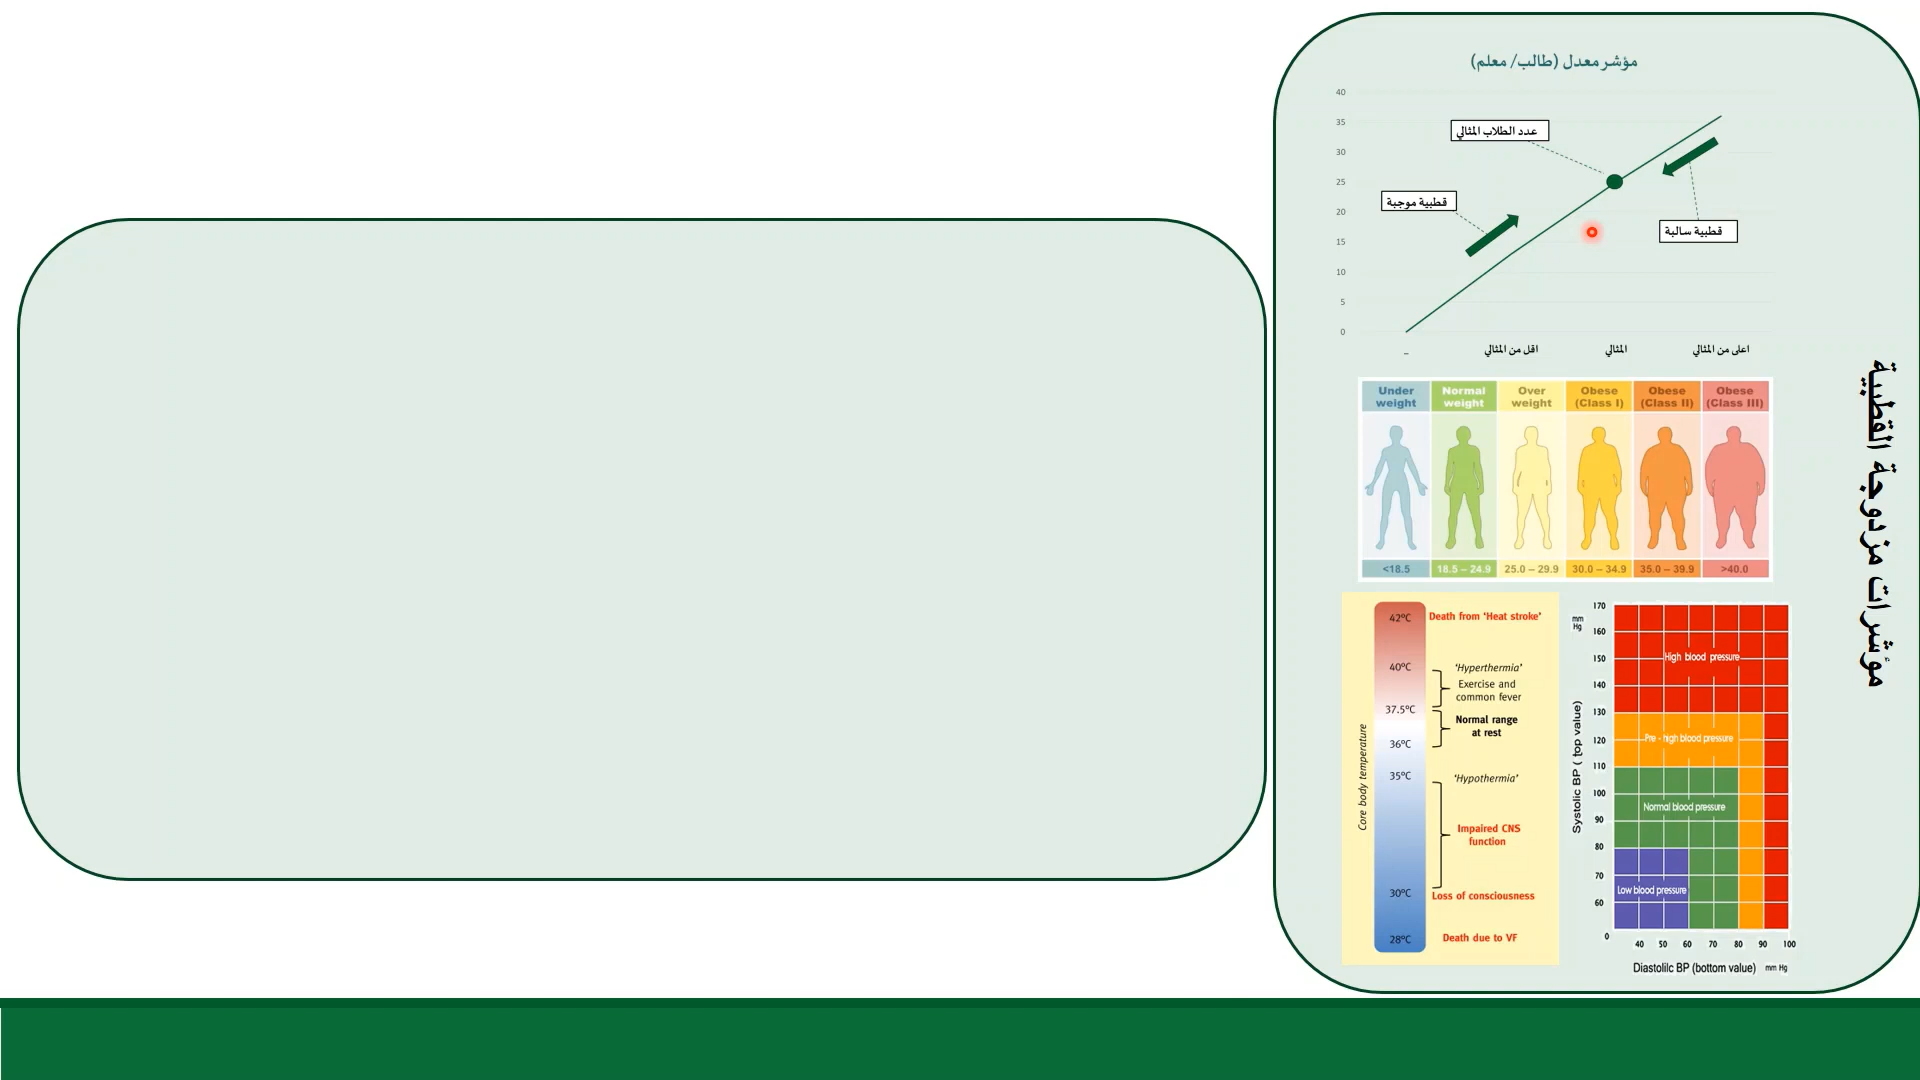 مؤشر معدل (طالب/ معلم)
40
35
30
25
20
15
10
5
0
عدد الطلاب المثالي
قطبية موجبة
قطبية سالبة
_
اقل من المثالي
المثالي
اعلى من المثالي
مؤشرات مزدوجة القطبية
Under weight
Normal weight
Over weight
Obese (Class I)
Obese (Class II)
Obese (Class III)
<18.5
18.5 – 24.9
25.0 – 29.9
30.0 – 34.9
35.0 – 39.9
>40.0
Core body temperature
42°C
Death from ‘Heat stroke’
40°C
‘Hyperthermia’
Exercise and
common fever
37.5°C
Normal range
at rest
36°C
35°C
‘Hypothermia’
Impaired CNS
function
30°C
Loss of consciousness
28°C
Death due to VF
mm
Hg
Systolic BP ( top value)
170
160
150
140
130
120
110
100
90
80
70
60
0
High blood pressure
Pre - high blood pressure
Normal blood pressure
Low blood pressure
40 50 60 70 80 90 100
Diastolilc BP (bottom value) mm Hg